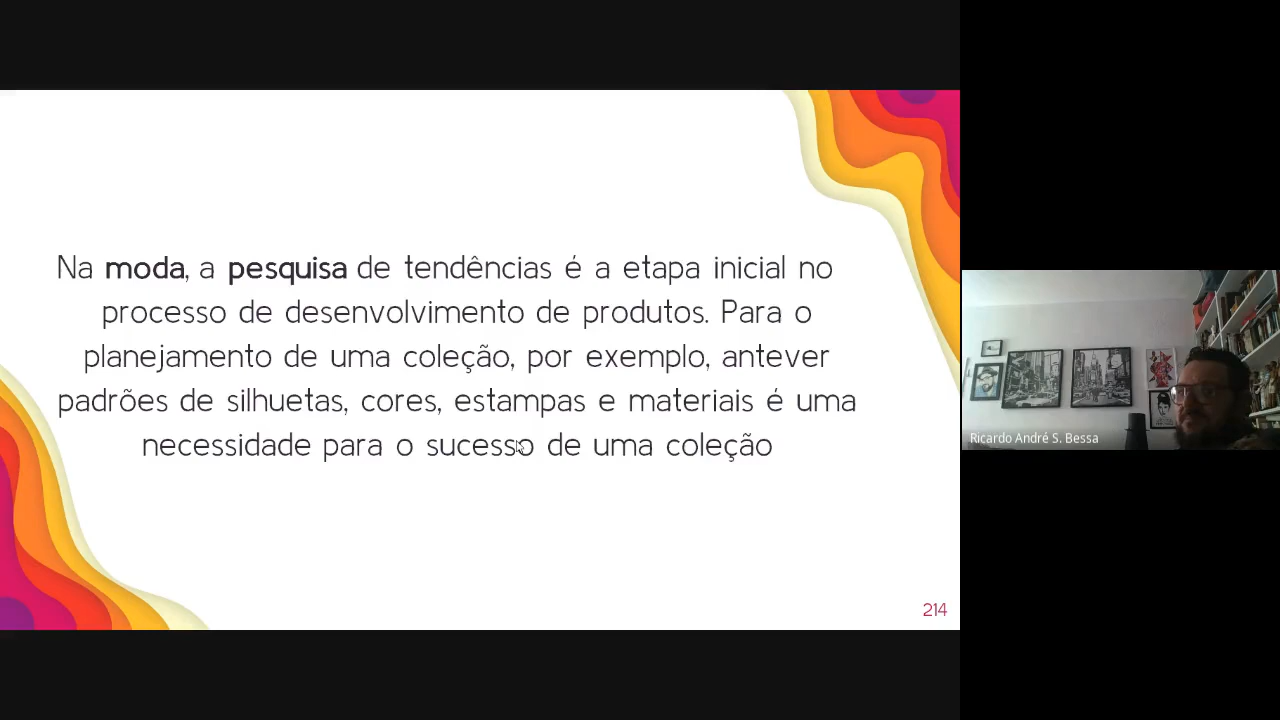 Na moda, a pesquisa de tendências é a etapa inicial no
processo de desenvolvimento de produtos. Para o
planejamento de uma coleção, por exemplo, antever
padrões de silhuetas, cores, estampas e materiais é uma
necessidade para o sucesso de uma coleção
214
Ricardo André S. Bessa